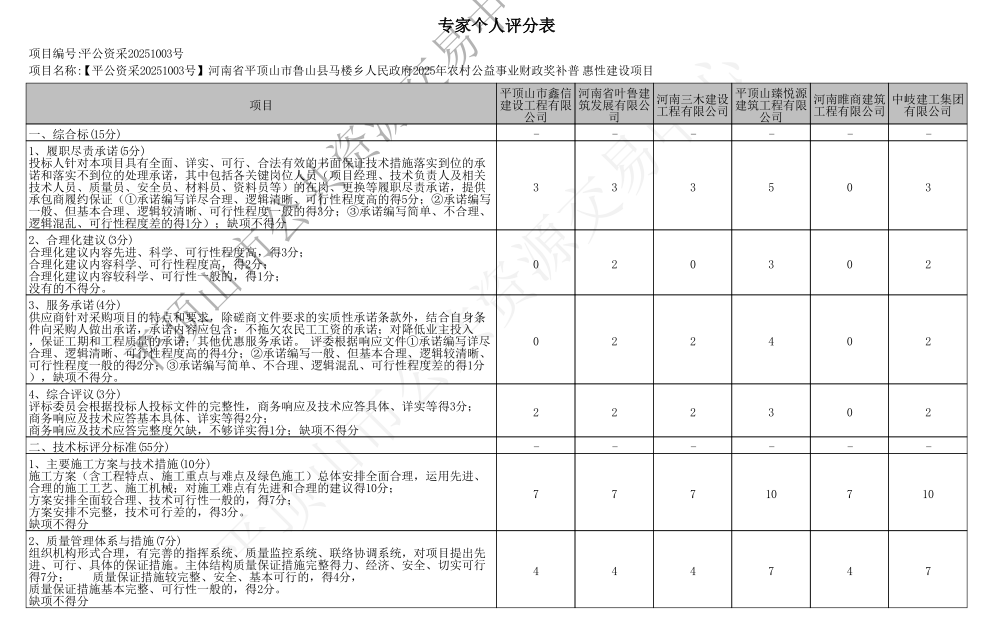 专家个人评分表
项目编号:平公资采20251003号
项目名称:【平公资采20251003号】河南省平顶山市鲁山县马楼乡人民政府2025年农村公益事业财政奖补普 惠性建设项目
项目
平顶山市鑫信
建设工程有限
公司
河南省叶鲁建
筑发展有限公
司
河南三木建设
工程有限公司
平顶山臻悦源
建筑工程有限
公司
河南睢商建筑
工程有限公司
中岐建工集团
有限公司
一、综合标(15分) – – – – – –
1、履职尽责承诺(5分)
投标人针对本项目具有全面、详实、可行、合法有效的书面保证技术措施落实到位的承
诺和落实不到位的处理承诺，其中包括各关键岗位人员（项目经理、技术负责人及相关
技术人员、质量员、安全员、材料员、资料员等）的在岗、更换等履职尽责承诺，提供
承包商履约保证（①承诺编写详尽合理、逻辑清晰、可行性程度高的得5分；②承诺编写
一般、但基本合理、逻辑较清晰、可行性程度一般的得3分；③承诺编写简单、不合理、
逻辑混乱、可行性程度差的得1分）；缺项不得分
3 3 3 5 0 3
2、合理化建议(3分)
合理化建议内容先进、科学、可行性程度高，得3分；
合理化建议内容科学、可行性程度高，得2分；
合理化建议内容较科学、可行性一般的，得1分；
没有的不得分。
0 2 0 3 0 2
3、服务承诺(4分)
供应商针对采购项目的特点和要求，除磋商文件要求的实质性承诺条款外，结合自身条
件向采购人做出承诺，承诺内容应包含：不拖欠农民工工资的承诺；对降低业主投入
，保证工期和工程质量的承诺；其他优惠服务承诺。 评委根据响应文件①承诺编写详尽
合理、逻辑清晰、可行性程度高的得4分；②承诺编写一般、但基本合理、逻辑较清晰、
可行性程度一般的得2分；③承诺编写简单、不合理、逻辑混乱、可行性程度差的得1分
），缺项不得分。
0 2 2 4 0 2
4、综合评议(3分)
评标委员会根据投标人投标文件的完整性，商务响应及技术应答具体、详实等得3分；
商务响应及技术应答基本具体、详实等得2分；
商务响应及技术应答完整度欠缺，不够详实得1分；缺项不得分
2 2 2 3 0 2
二、技术标评分标准(55分) – – – – – –
1、主要施工方案与技术措施(10分)
施工方案（含工程特点、施工重点与难点及绿色施工）总体安排全面合理，运用先进、
合理的施工工艺、施工机械；对施工难点有先进和合理的建议得10分；
方案安排全面较合理、技术可行性一般的，得7分；
方案安排不完整，技术可行差的，得3分。
缺项不得分
7 7 7 10 7 10
2、质量管理体系与措施(7分)
组织机构形式合理，有完善的指挥系统、质量监控系统、联络协调系统，对项目提出先
进、可行、具体的保证措施。主体结构质量保证措施完整得力、经济、安全、切实可行
得7分； 质量保证措施较完整、安全、基本可行的，得4分，
质量保证措施基本完整、可行性一般的，得2分。
缺项不得分
4 4 4 7 4 7
平顶山市公共资源交易中
平顶山市公共资源交易中心